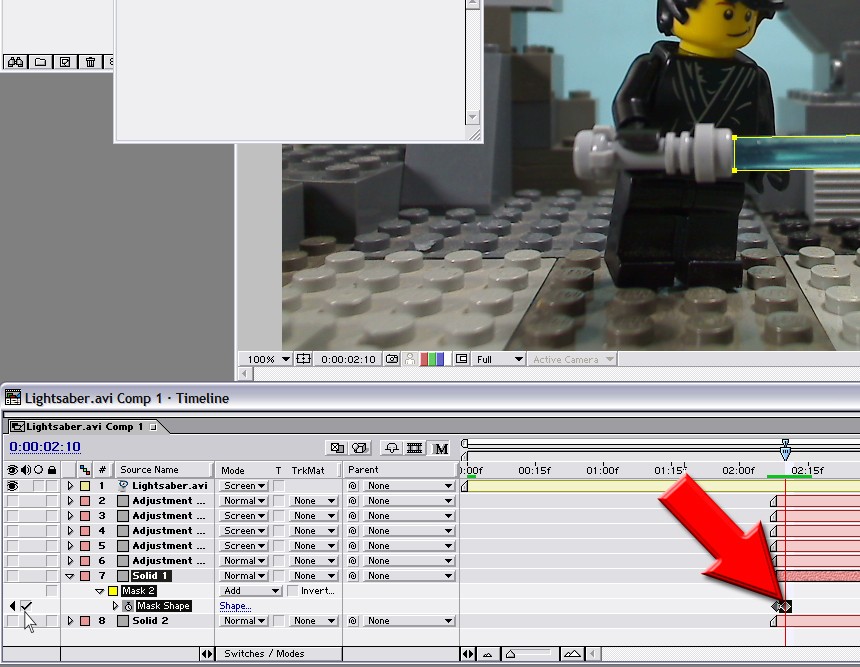 100% 0:00:02:10 Full Active Camera
Lightsaber.avi Comp 1 · Timeline
Lightsaber.avi Comp 1
0:00:02:10 M
# Source Name Mode T TrkMat Parent :00f 00:15f 01:00f 01:15f 02:00f 02:15f
1 Lightsaber.avi Screen None
2 Adjustment ... Normal None None
3 Adjustment ... Screen None None
4 Adjustment ... Screen None None
5 Adjustment ... Screen None None
6 Adjustment ... Normal None None
7 Solid 1 Normal None None
Mask 2 Add Invert...
Mask Shape Shape...
8 Solid 2 Normal None None
Switches / Modes